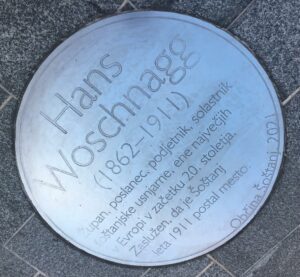 Hans
Woschnagg
(1862–1911)
Župan, poslanec, podjetnik, solastnik
šoštanjske usnjarne, ene največjih
Evropi v začetku 20. stoletja.
Zaslužen, da je Šoštanj
leta 1911 postal mesto.
Občina Šoštanj, 2021